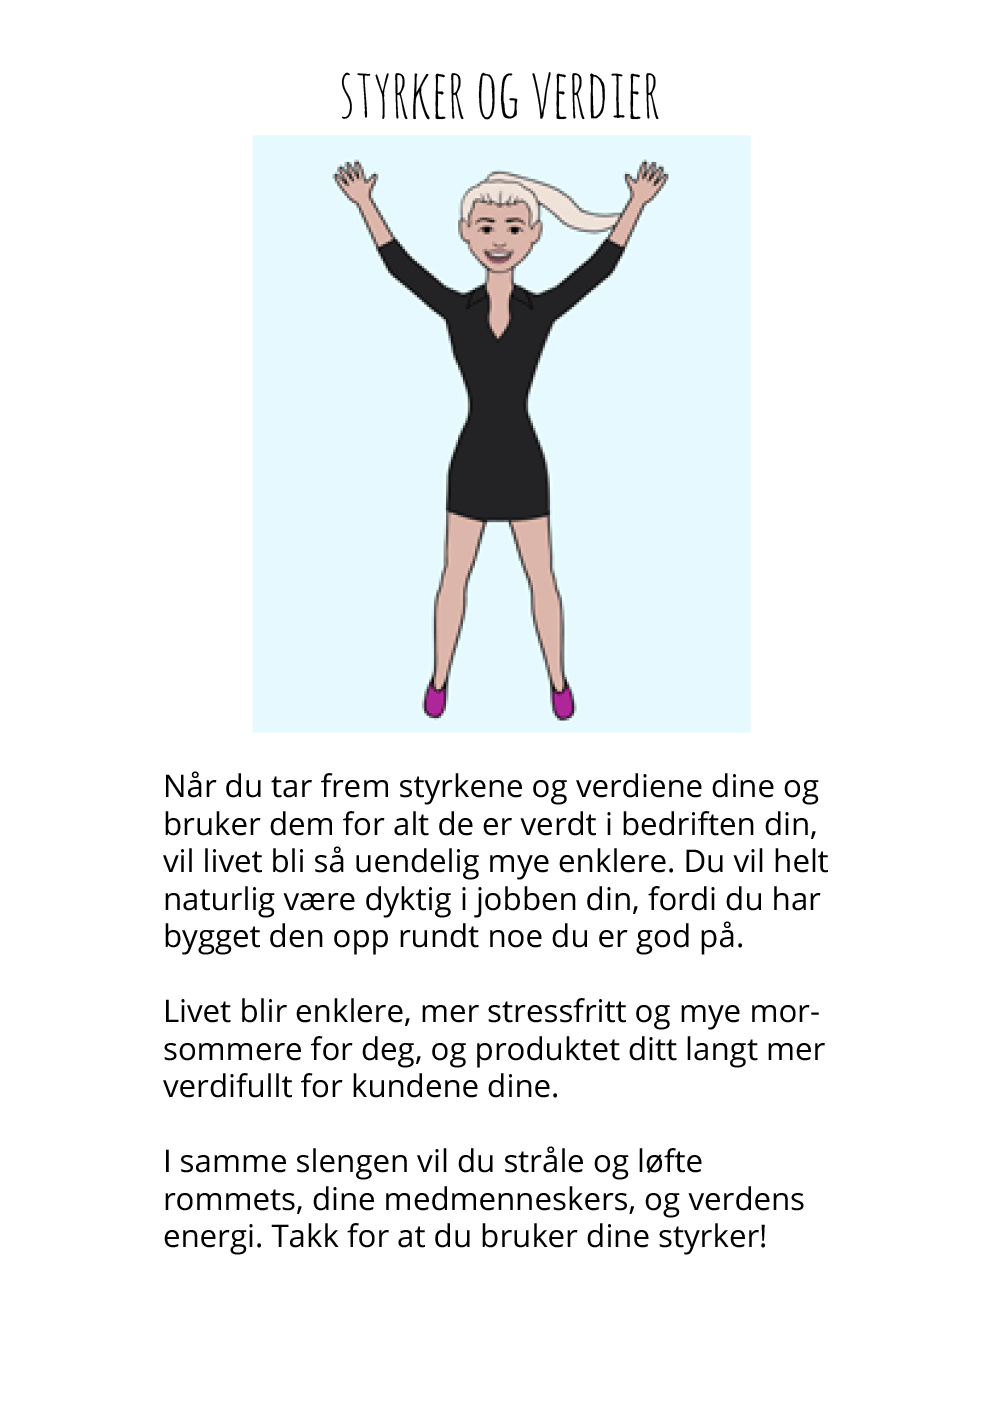 STYRKER OG VERDIER
Når du tar frem styrkene og verdiene dine og
bruker dem for alt de er verdt i bedriften din,
vil livet bli så uendelig mye enklere. Du vil helt
naturlig være dyktig i jobben din, fordi du har
bygget den opp rundt noe du er god på.
Livet blir enklere, mer stressfritt og mye mor-
sommere for deg, og produktet ditt langt mer
verdifullt for kundene dine.
I samme slengen vil du stråle og løfte
rommets, dine medmenneskers, og verdens
energi. Takk for at du bruker dine styrker!